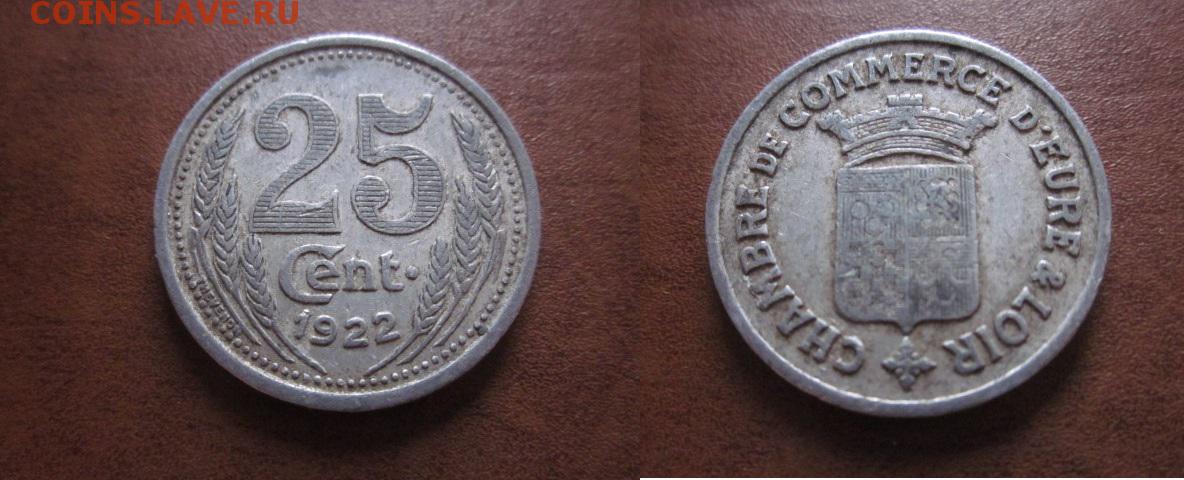 COINS.LAVE.RU
25
Cent.
1922
CHAMBRE DE COMMERCE D'EURE & LOIR